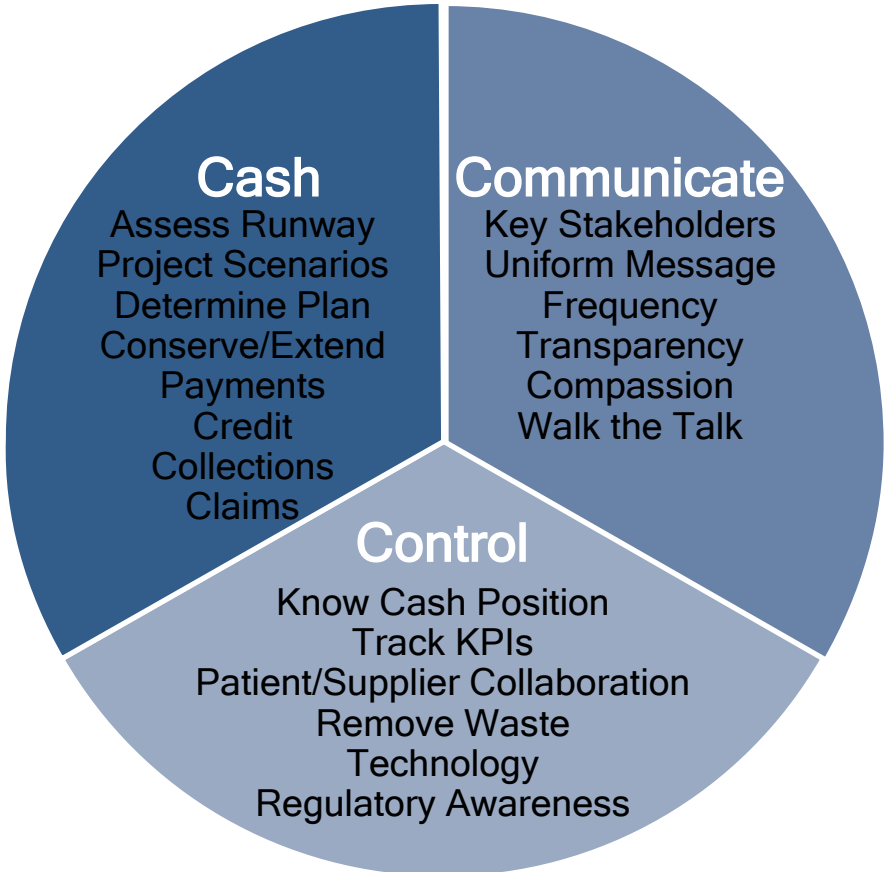 Cash
Assess Runway
Project Scenarios
Determine Plan
Conserve/Extend
Payments
Credit
Collections
Claims
Communicate
Key Stakeholders
Uniform Message
Frequency
Transparency
Compassion
Walk the Talk
Control
Know Cash Position
Track KPIs
Patient/Supplier Collaboration
Remove Waste
Technology
Regulatory Awareness